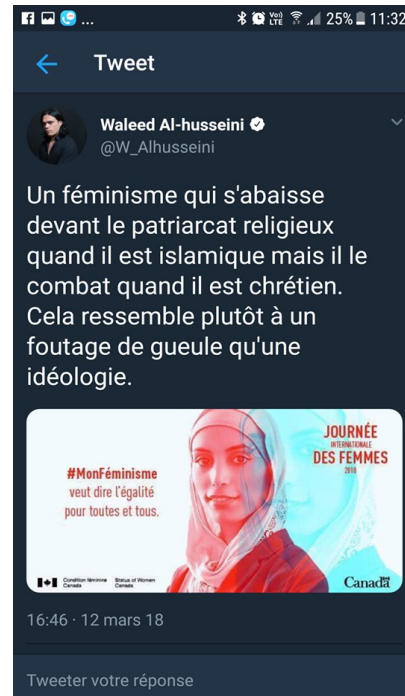 ... 25% 11:32
Tweet
Waleed Al-husseini
@W_Alhusseini
Un féminisme qui s'abaisse
devant le patriarcat religieux
quand il est islamique mais il le
combat quand il est chrétien.
Cela ressemble plutôt à un
foutage de gueule qu'une
idéologie.
#MonFéminisme
veut dire l'égalité
pour toutes et tous.
JOURNÉE
INTERNATIONALE
DES FEMMES
2018
Condition féminine Status of Women
Canada Canada
Canada
16:46 · 12 mars 18
Tweeter votre réponse